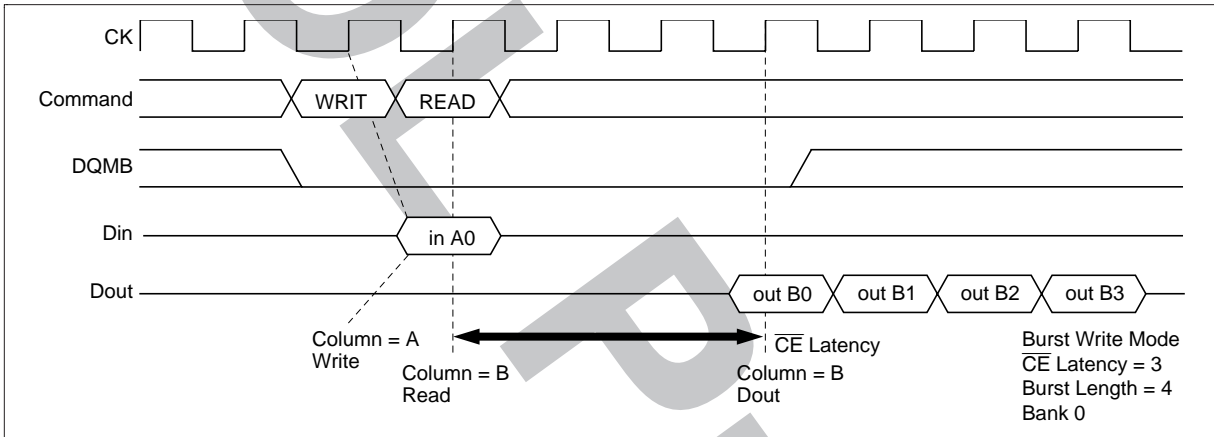 CK
Command
WRIT
READ
DQMB
Din
in A0
Dout
out B0
out B1
out B2
out B3
Column = A
Write
Column = B
Read
CE Latency
Column = B
Dout
Burst Write Mode
CE Latency = 3
Burst Length = 4
Bank 0